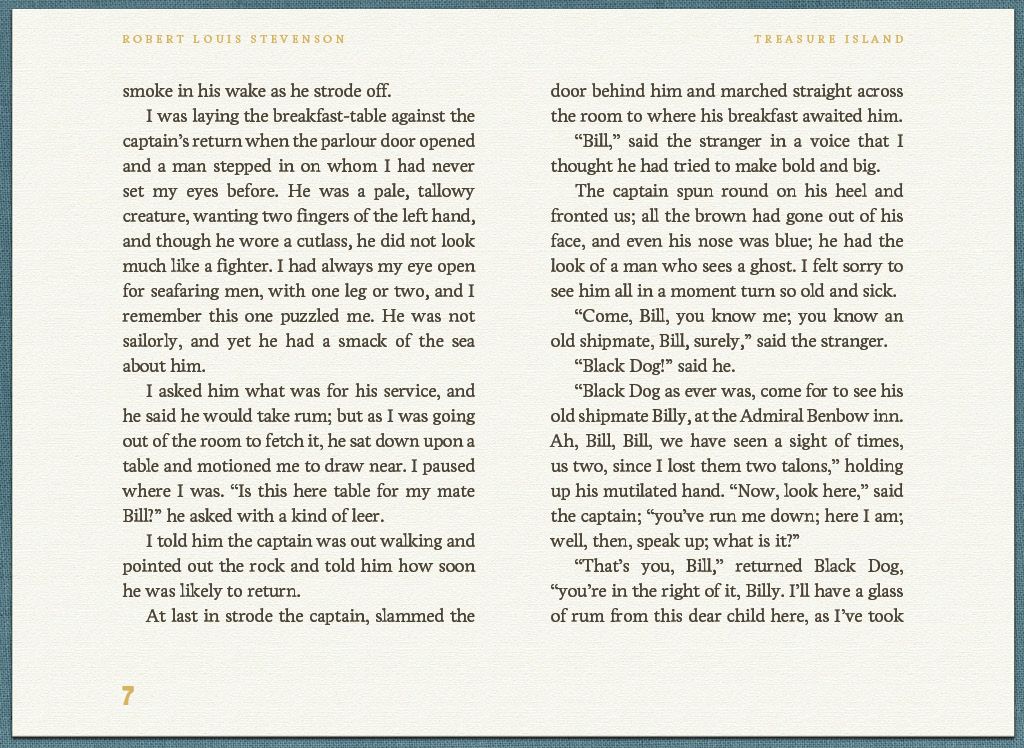 ROBERT LOUIS STEVENSON
TREASURE ISLAND
smoke in his wake as he strode off.
I was laying the breakfast-table against the
captain’s return when the parlour door opened
and a man stepped in on whom I had never
set my eyes before. He was a pale, tallowy
creature, wanting two fingers of the left hand,
and though he wore a cutlass, he did not look
much like a fighter. I had always my eye open
for seafaring men, with one leg or two, and I
remember this one puzzled me. He was not
sailorly, and yet he had a smack of the sea
about him.
I asked him what was for his service, and
he said he would take rum; but as I was going
out of the room to fetch it, he sat down upon a
table and motioned me to draw near. I paused
where I was. “Is this here table for my mate
Bill?” he asked with a kind of leer.
I told him the captain was out walking and
pointed out the rock and told him how soon
he was likely to return.
At last in strode the captain, slammed the
door behind him and marched straight across
the room to where his breakfast awaited him.
“Bill,” said the stranger in a voice that I
thought he had tried to make bold and big.
The captain spun round on his heel and
fronted us; all the brown had gone out of his
face, and even his nose was blue; he had the
look of a man who sees a ghost. I felt sorry to
see him all in a moment turn so old and sick.
“Come, Bill, you know me; you know an
old shipmate, Bill, surely,” said the stranger.
“Black Dog!” said he.
“Black Dog as ever was, come for to see his
old shipmate Billy, at the Admiral Benbow inn.
Ah, Bill, Bill, we have seen a sight of times,
us two, since I lost them two talons,” holding
up his mutilated hand. “Now, look here,” said
the captain; “you’ve run me down; here I am;
well, then, speak up; what is it?”
“That’s you, Bill,” returned Black Dog,
“you’re in the right of it, Billy. I’ll have a glass
of rum from this dear child here, as I’ve took
7